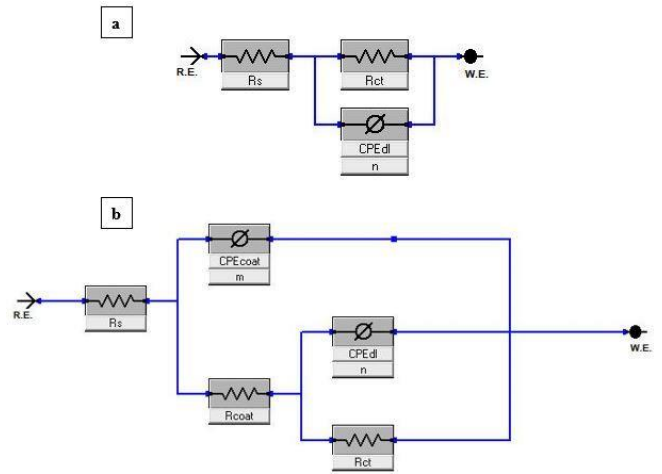 a
R.E.
Rs
Rct
W.E.
CPEdl
n
b
CPEcoat
m
R.E.
Rs
CPEdl
n
W.E.
Rcoat
Rct